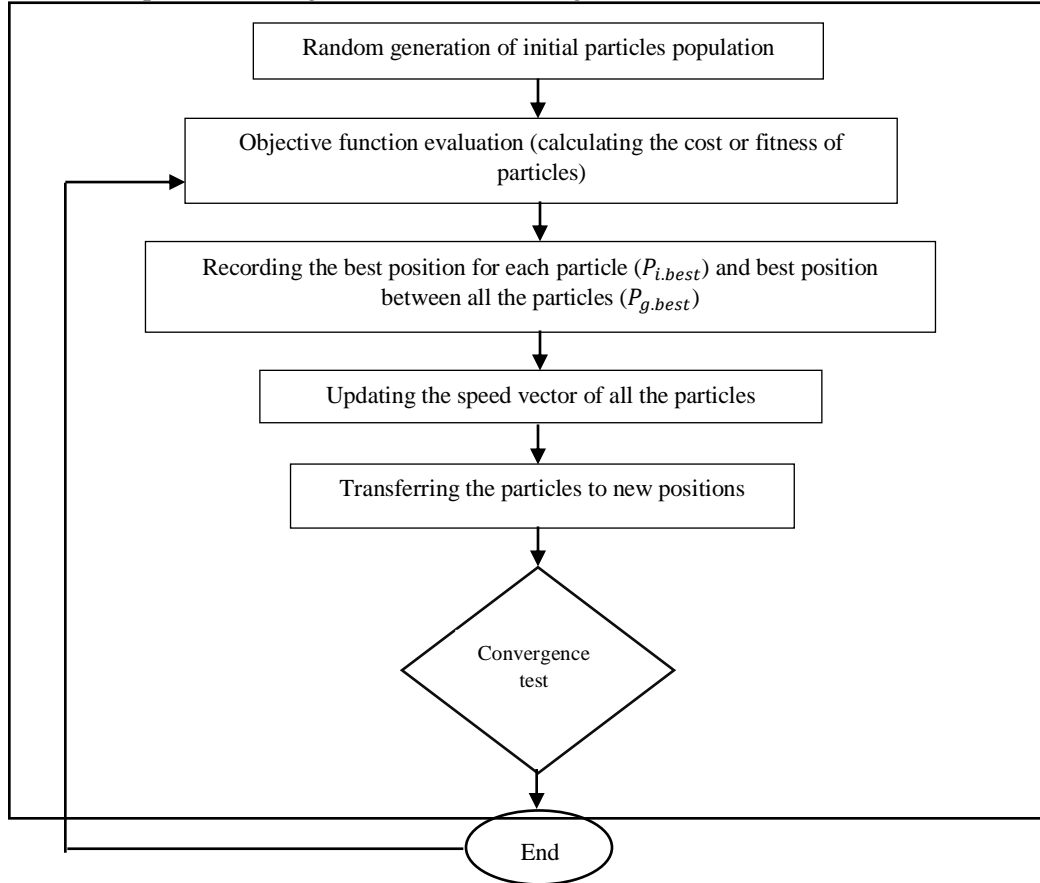 Random generation of initial particles population
Objective function evaluation (calculating the cost or fitness of
particles)
Recording the best position for each particle (P_{i.best}) and best position
between all the particles (P_{g.best})
Updating the speed vector of all the particles
Transferring the particles to new positions
Convergence
test
End